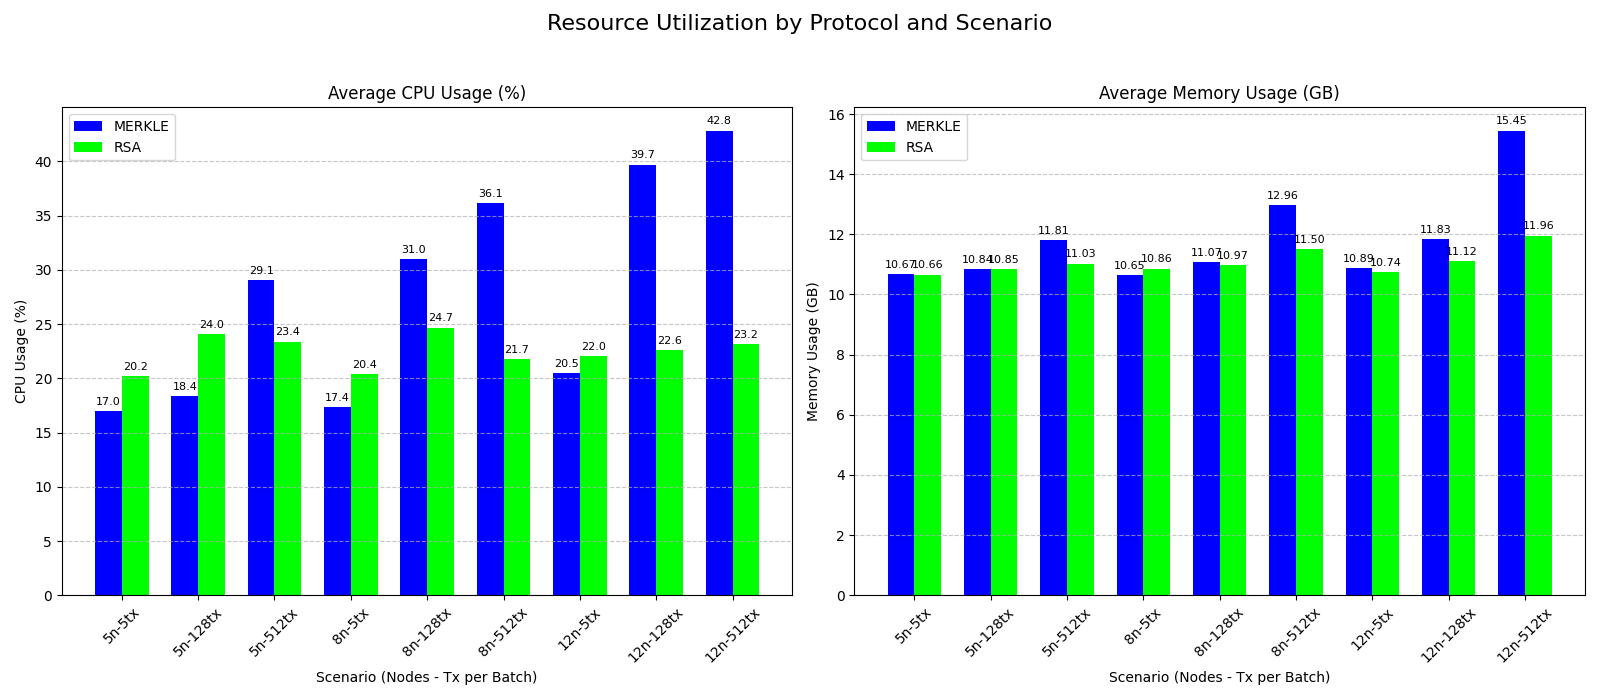 Resource Utilization by Protocol and Scenario
Average CPU Usage (%)
MERKLE
RSA
CPU Usage (%)
40
35
30
25
20
15
10
5
0
17.0
20.2
18.4
24.0
29.1
23.4
17.4
20.4
31.0
24.7
36.1
21.7
20.5
22.0
39.7
22.6
42.8
23.2
5n-5tx
5n-128tx
5n-512tx
8n-5tx
8n-128tx
8n-512tx
12n-5tx
12n-128tx
12n-512tx
Scenario (Nodes - Tx per Batch)
Average Memory Usage (GB)
MERKLE
RSA
Memory Usage (GB)
16
14
12
10
8
6
4
2
0
10.67
10.66
10.84
10.85
11.81
11.03
10.65
10.86
11.07
10.97
12.96
11.50
10.89
10.74
11.83
11.12
15.45
11.96
5n-5tx
5n-128tx
5n-512tx
8n-5tx
8n-128tx
8n-512tx
12n-5tx
12n-128tx
12n-512tx
Scenario (Nodes - Tx per Batch)